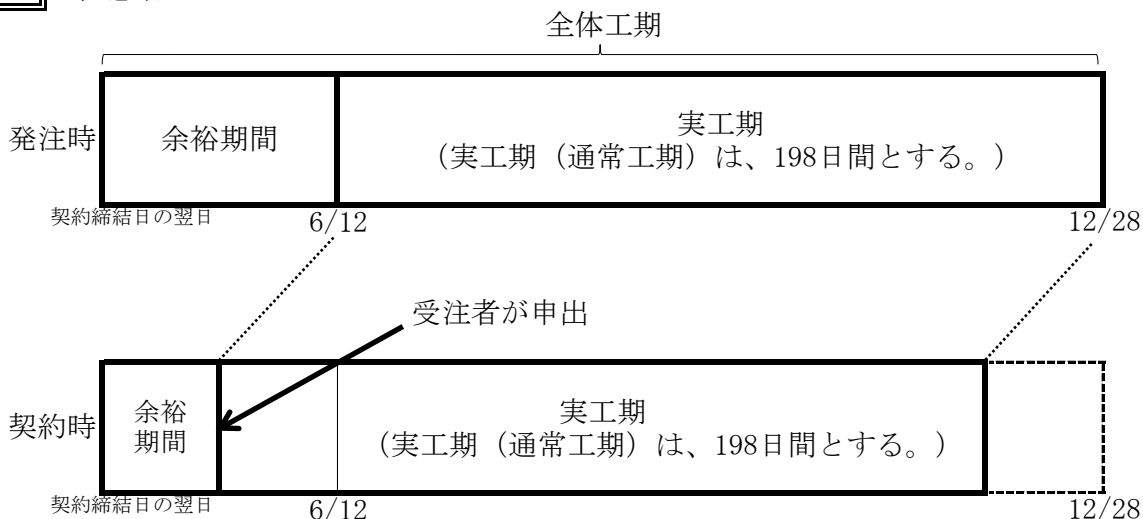 全体工期
発注時
余裕期間
実工期
（実工期（通常工期）は、198日間とする。）
契約締結日の翌日
6/12
12/28
受注者が申出
契約時
余裕
期間
実工期
（実工期（通常工期）は、198日間とする。）
契約締結日の翌日
6/12
12/28